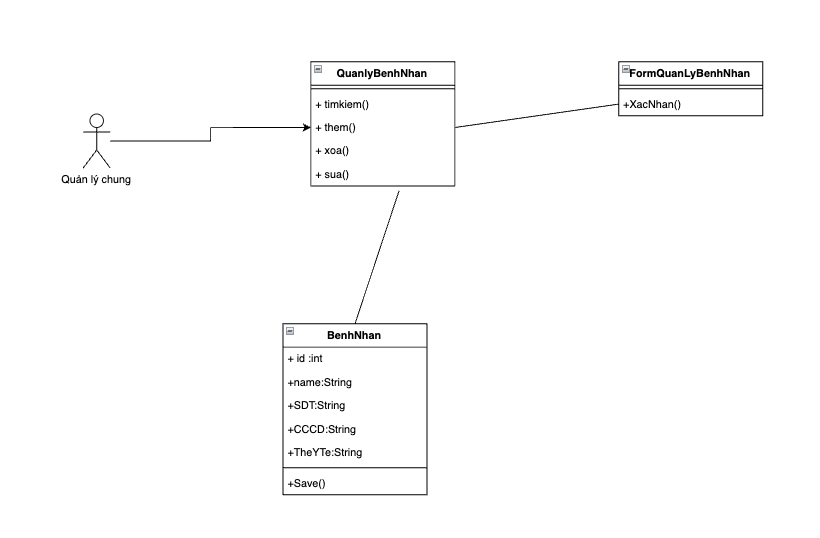 QuanlyBenhNhan
+ timkiem()
+ them()
+ xoa()
+ sua()
FormQuanLyBenhNhan
+XacNhan()
Quản lý chung
BenhNhan
+ id :int
+name:String
+SDT:String
+CCCD:String
+TheYTe:String
+Save()